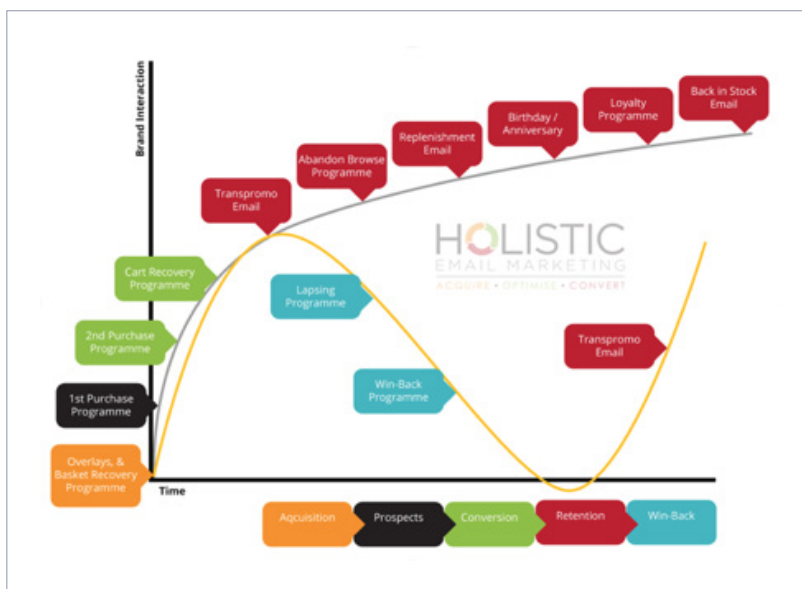 Brand Interaction
Back in Stock
Email
Loyalty
Programme
Birthday /
Anniversary
Replenishment
Email
Abandon Browse
Programme
Transpromo
Email
HOLISTIC
EMAIL MARKETING
ACQUIRE • OPTIMISE • CONVERT
Cart Recovery
Programme
Lapsing
Programme
2nd Purchase
Programme
Transpromo
Email
Win-Back
Programme
1st Purchase
Programme
Overlays, &
Basket Recovery
Programme
Time
Aqcuisition
Prospects
Conversion
Retention
Win-Back